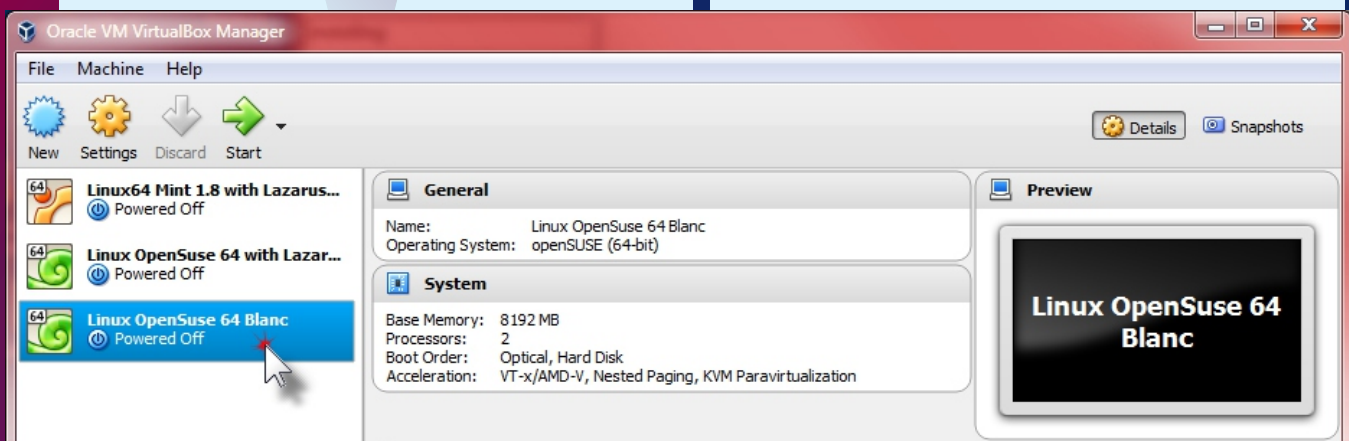 Oracle VM VirtualBox Manager
File Machine Help
New Settings Discard Start
Details Snapshots
64 Linux64 Mint 1.8 with Lazarus...
Powered Off
64 Linux OpenSuse 64 with Lazar...
Powered Off
64 Linux OpenSuse 64 Blanc
Powered Off
General
Name: Linux OpenSuse 64 Blanc
Operating System: openSUSE (64-bit)
System
Base Memory: 8192 MB
Processors: 2
Boot Order: Optical, Hard Disk
Acceleration: VT-x/AMD-V, Nested Paging, KVM Paravirtualization
Preview
Linux OpenSuse 64
Blanc